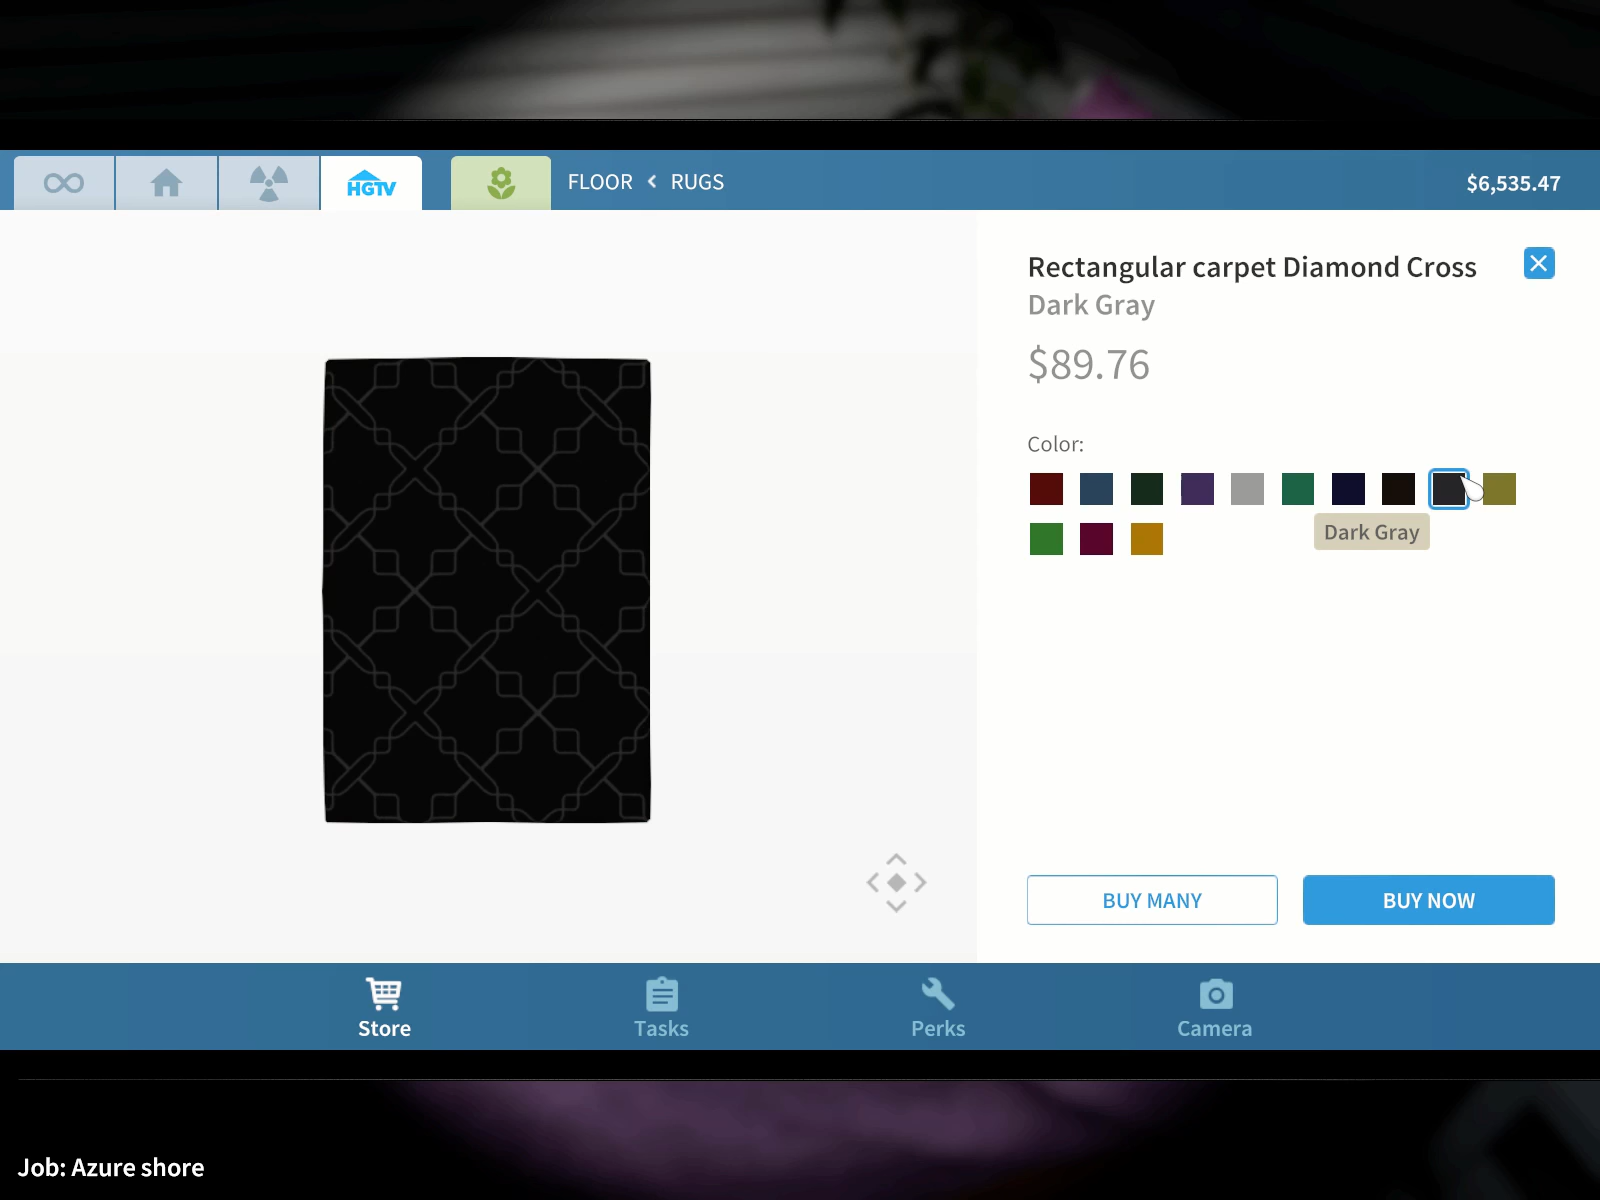 HGTV
FLOOR < RUGS
$6,535.47
Rectangular carpet Diamond Cross
Dark Gray
$89.76
Color:
Dark Gray
BUY MANY
BUY NOW
Store
Tasks
Perks
Camera
Job: Azure shore